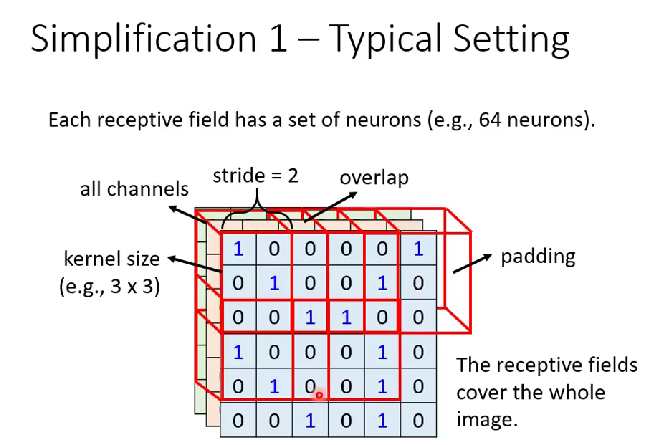 Simplification 1 – Typical Setting
Each receptive field has a set of neurons (e.g., 64 neurons).
all channels
stride = 2
overlap
kernel size
(e.g., 3 x 3)
padding
1 0 0 0 0 1
0 1 0 0 1 0
0 0 1 1 0 0
1 0 0 0 1 0
0 1 0 0 1 0
0 0 1 0 1 0
The receptive fields
cover the whole
image.